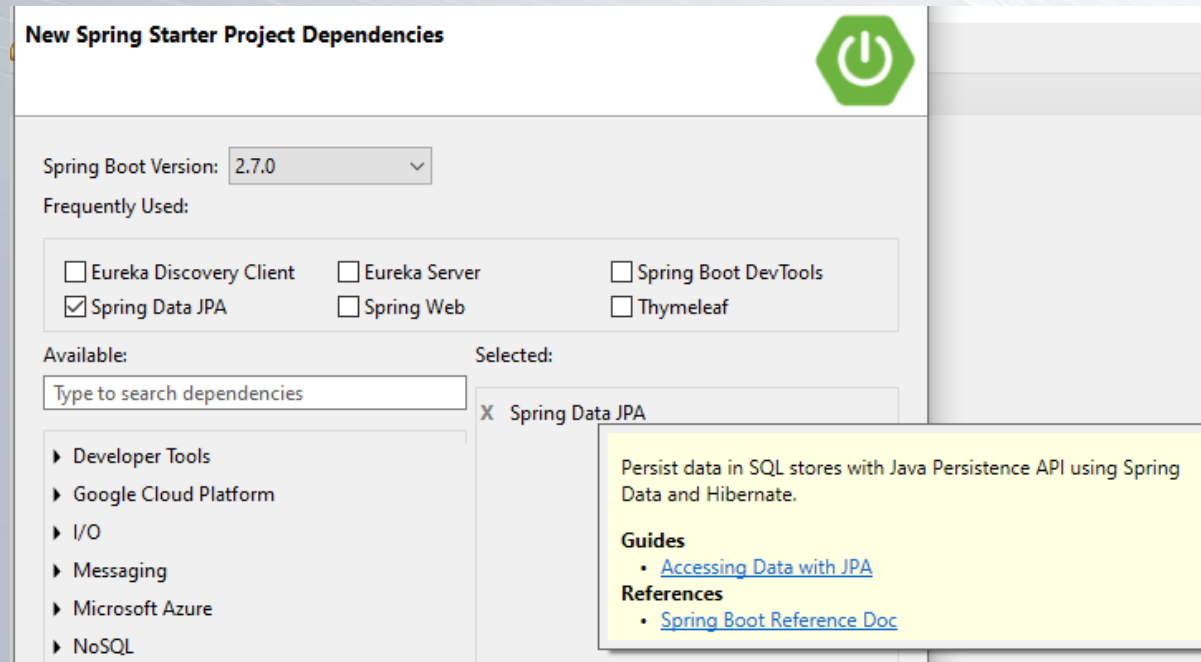 New Spring Starter Project Dependencies
Spring Boot Version: 2.7.0
Frequently Used:
Eureka Discovery Client Eureka Server Spring Boot DevTools
Spring Data JPA Spring Web Thymeleaf
Available: Selected:
Type to search dependencies
X Spring Data JPA
Developer Tools
Google Cloud Platform
I/O
Messaging
Microsoft Azure
NoSQL
Persist data in SQL stores with Java Persistence API using Spring
Data and Hibernate.
Guides
• Accessing Data with JPA
References
• Spring Boot Reference Doc